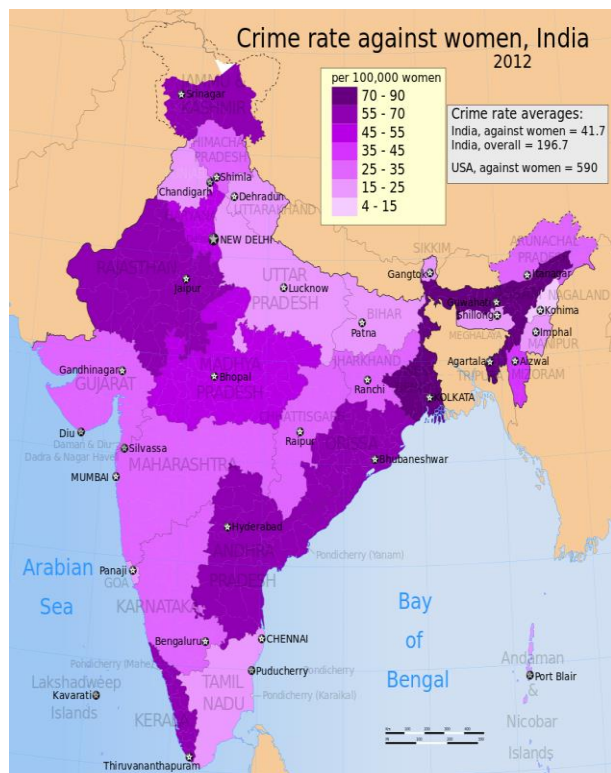 Crime rate against women, India
2012
per 100,000 women
70 - 90
55 - 70
45 - 55
35 - 45
25 - 35
15 - 25
4 - 15
Crime rate averages:
India, against women = 41.7
India, overall = 196.7
USA, against women = 590
JAMMU
Srinagar
KASHMIR
HIMACHAL
PRADESH
Shimla
Chandigarh
Dehradun
UTTARAKHAND
NEW DELHI
RAJASTHAN
Jaipur
UTTAR
PRADESH
Lucknow
SIKKIM
Gangtok
ARUNACHAL
PRADESH
Itanagar
Guwahati
NAGALAND
Shillong
Kohima
MEGHALAYA
Imphal
MANIPUR
BIHAR
Patna
Agartala
Aizwal
TRIPURA
MIZORAM
JHARKHAND
Ranchi
KOLKATA
Gandhinagar
GUJARAT
MADHYA
Bhopal
PRADESH
CHHATTISGARH
Raipur
ORISSA
Bhubaneshwar
Diu
Daman & Diu
Silvassa
Dadra & Nagar Haveli
MAHARASHTRA
MUMBAI
Hyderabad
ANDHRA
PRADESH
Pondicherry (Yanam)
Arabian
Sea
Panaji
GOA
KARNATAKA
Bay
of
Bengal
Bengaluru
CHENNAI
Pondicherry (Mahe)
Puducherry
Pondicherry
TAMIL
NADU
Pondicherry (Karaikal)
Lakshadweep
Kavarati
Islands
KERALA
Thiruvananthapuram
Andaman
&
Port Blair
Nicobar
Islands